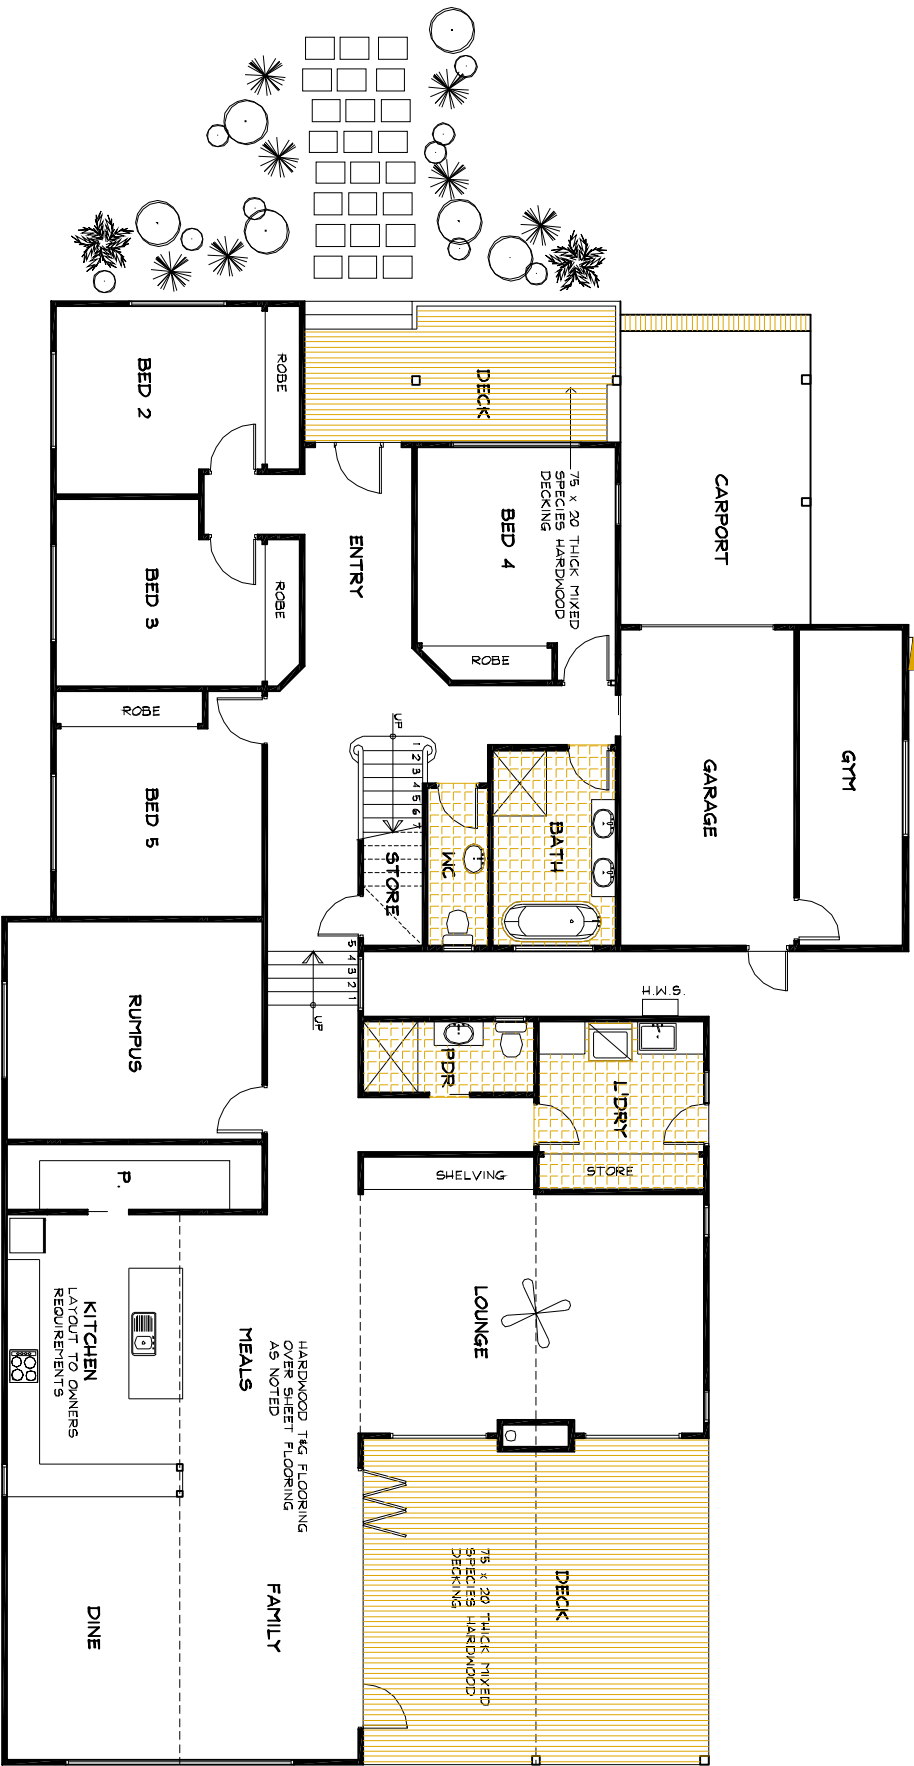 BED 2
ROBE
DECK
75 x 20 THICK MIXED
SPECIES HARDWOOD
DECKING
CARPORT
ENTRY
BED 4
BED 3
ROBE
ROBE
ROBE
UP
1
2
3
4
5
6
7
BED 5
STORE
WC
BATH
GARAGE
GYM
5
4
3
2
1
UP
H.W.S.
RUMPUS
PDR
L'DRY
STORE
SHELVING
P.
LOUNGE
KITCHEN
LAYOUT TO OWNERS
REQUIREMENTS
MEALS
HARDWOOD T&G FLOORING
OVER SHEET FLOORING
AS NOTED
75 x 20 THICK MIXED
SPECIES HARDWOOD
DECKING
DECK
FAMILY
DINE